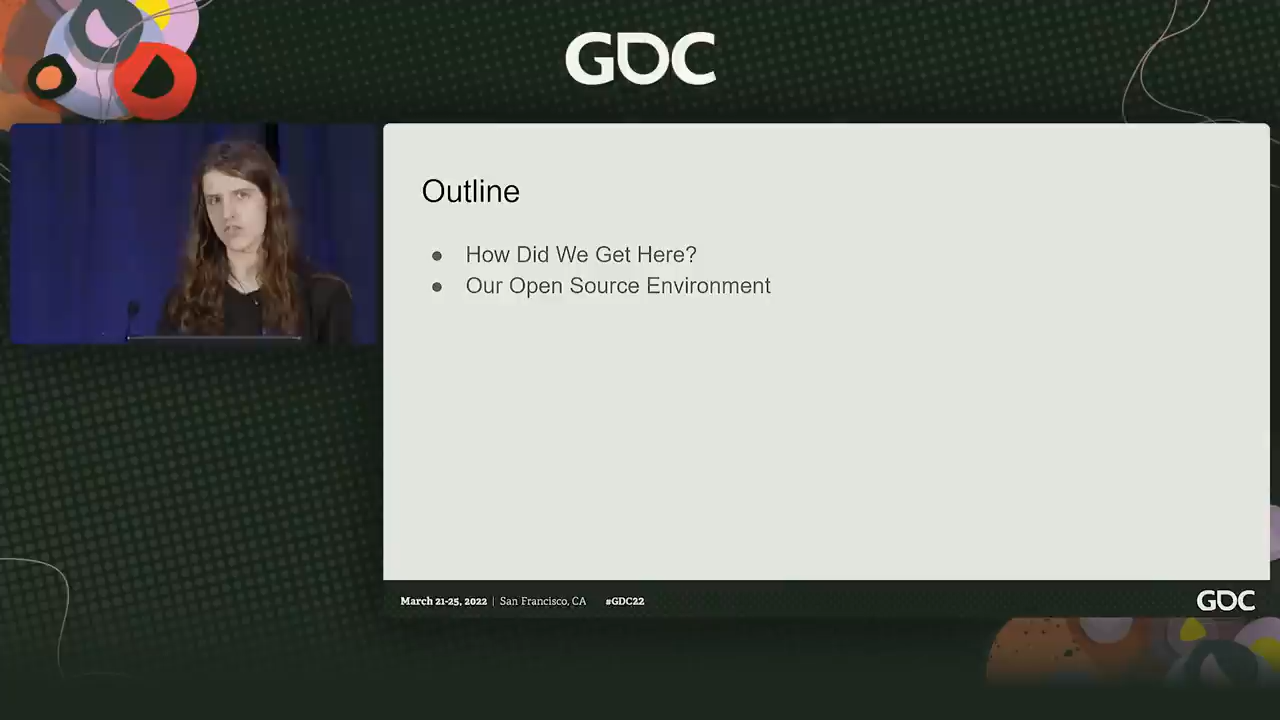 GDC
Outline
● How Did We Get Here?
● Our Open Source Environment
March 21-25, 2022 | San Francisco, CA #GDC22
GDC